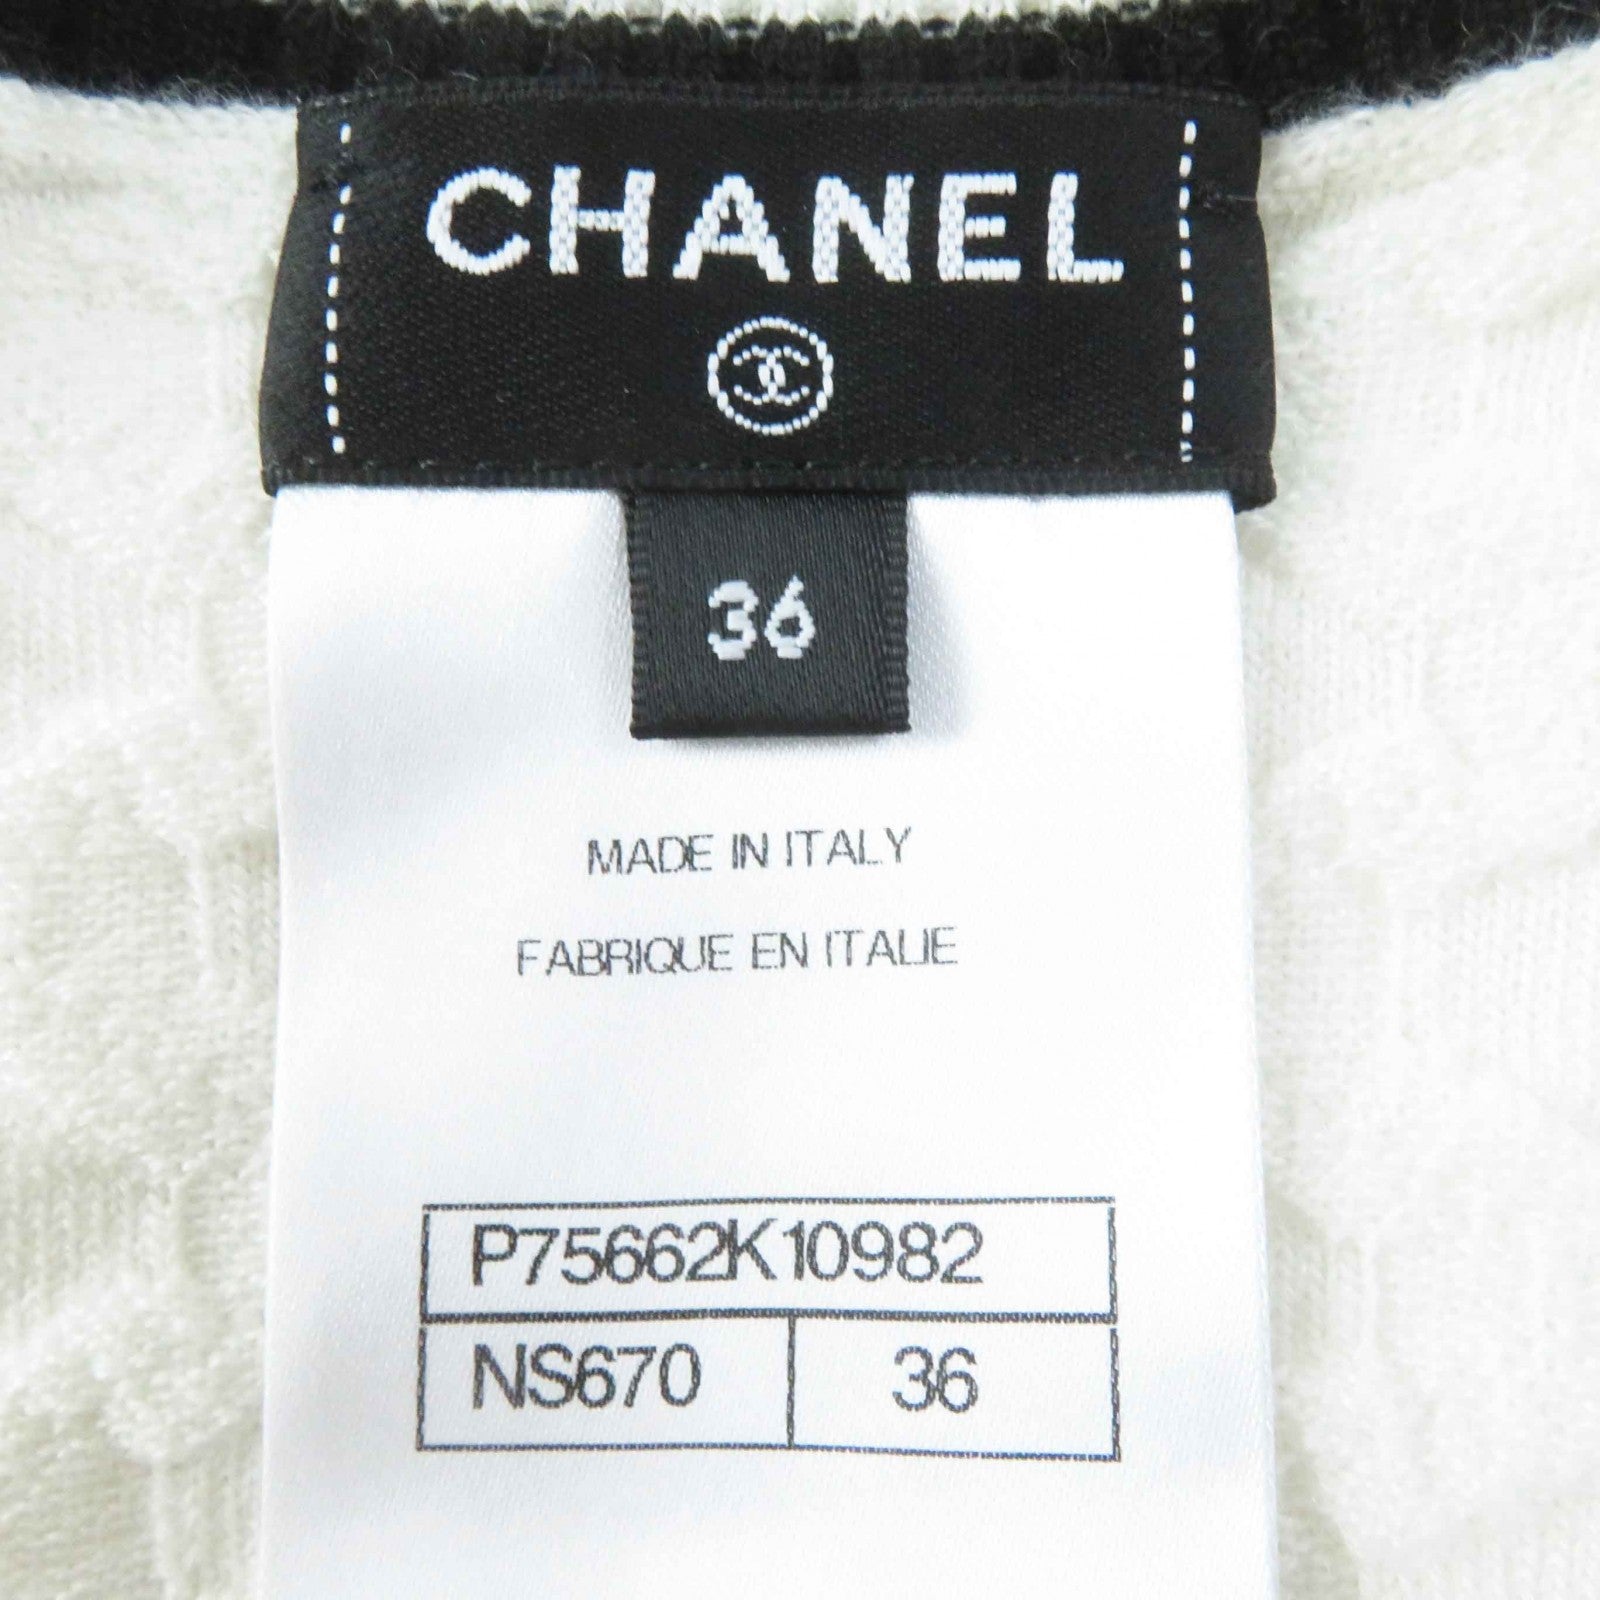 CHANEL
36
MADE IN ITALY
FABRIQUE EN ITALIE
P75662K10982
NS670 36